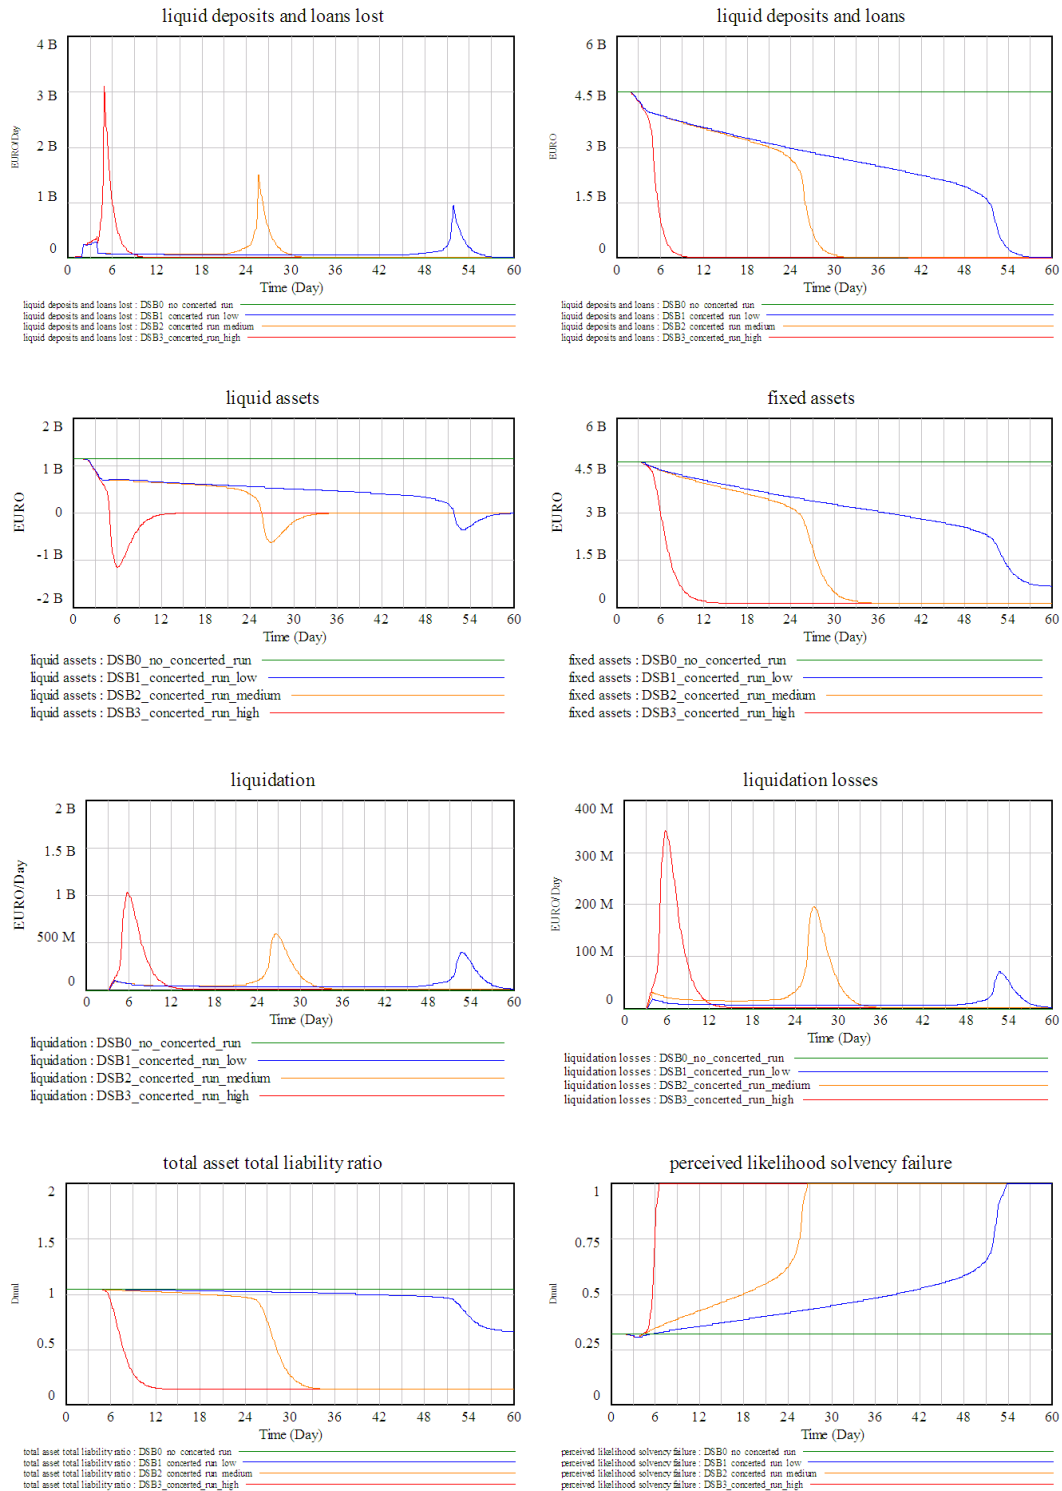 liquid deposits and loans lost
4 B
3 B
2 B
1 B
0
EURO/Day
0 6 12 18 24 30 36 42 48 54 60
Time (Day)
liquid deposits and loans lost : DSB0 no concerted run
liquid deposits and loans lost : DSB1 concerted run low
liquid deposits and loans lost : DSB2 concerted run medium
liquid deposits and loans lost : DSB3_concerted_run_high
liquid deposits and loans
6 B
4.5 B
3 B
1.5 B
0
EURO
0 6 12 18 24 30 36 42 48 54 60
Time (Day)
liquid deposits and loans : DSB0 no concerted run
liquid deposits and loans : DSB1 concerted run low
liquid deposits and loans : DSB2 concerted run medium
liquid deposits and loans : DSB3_concerted_run_high
liquid assets
2 B
1 B
0
-1 B
-2 B
EURO
0 6 12 18 24 30 36 42 48 54 60
Time (Day)
liquid assets : DSB0_no_concerted_run
liquid assets : DSB1_concerted_run_low
liquid assets : DSB2_concerted_run_medium
liquid assets : DSB3_concerted_run_high
fixed assets
6 B
4.5 B
3 B
1.5 B
0
EURO
0 6 12 18 24 30 36 42 48 54 60
Time (Day)
fixed assets : DSB0_no_concerted_run
fixed assets : DSB1_concerted_run_low
fixed assets : DSB2_concerted_run_medium
fixed assets : DSB3_concerted_run_high
liquidation
2 B
1.5 B
1 B
500 M
0
EURO/Day
0 6 12 18 24 30 36 42 48 54 60
Time (Day)
liquidation : DSB0_no_concerted_run
liquidation : DSB1_concerted_run_low
liquidation : DSB2_concerted_run_medium
liquidation : DSB3_concerted_run_high
liquidation losses
400 M
300 M
200 M
100 M
0
EURO/Day
0 6 12 18 24 30 36 42 48 54 60
Time (Day)
liquidation losses : DSB0_no_concerted_run
liquidation losses : DSB1_concerted_run_low
liquidation losses : DSB2_concerted_run_medium
liquidation losses : DSB3_concerted_run_high
total asset total liability ratio
2
1.5
1
0.5
0
Dmnl
0 6 12 18 24 30 36 42 48 54 60
Time (Day)
total asset total liability ratio : DSB0 no concerted run
total asset total liability ratio : DSB1 concerted run low
total asset total liability ratio : DSB2 concerted run medium
total asset total liability ratio : DSB3_concerted_run_high
perceived likelihood solvency failure
1
0.75
0.5
0.25
0
Dmnl
0 6 12 18 24 30 36 42 48 54 60
Time (Day)
perceived likelihood solvency failure : DSB0 no concerted run
perceived likelihood solvency failure : DSB1 concerted run low
perceived likelihood solvency failure : DSB2 concerted run medium
perceived likelihood solvency failure : DSB3_concerted_run_high